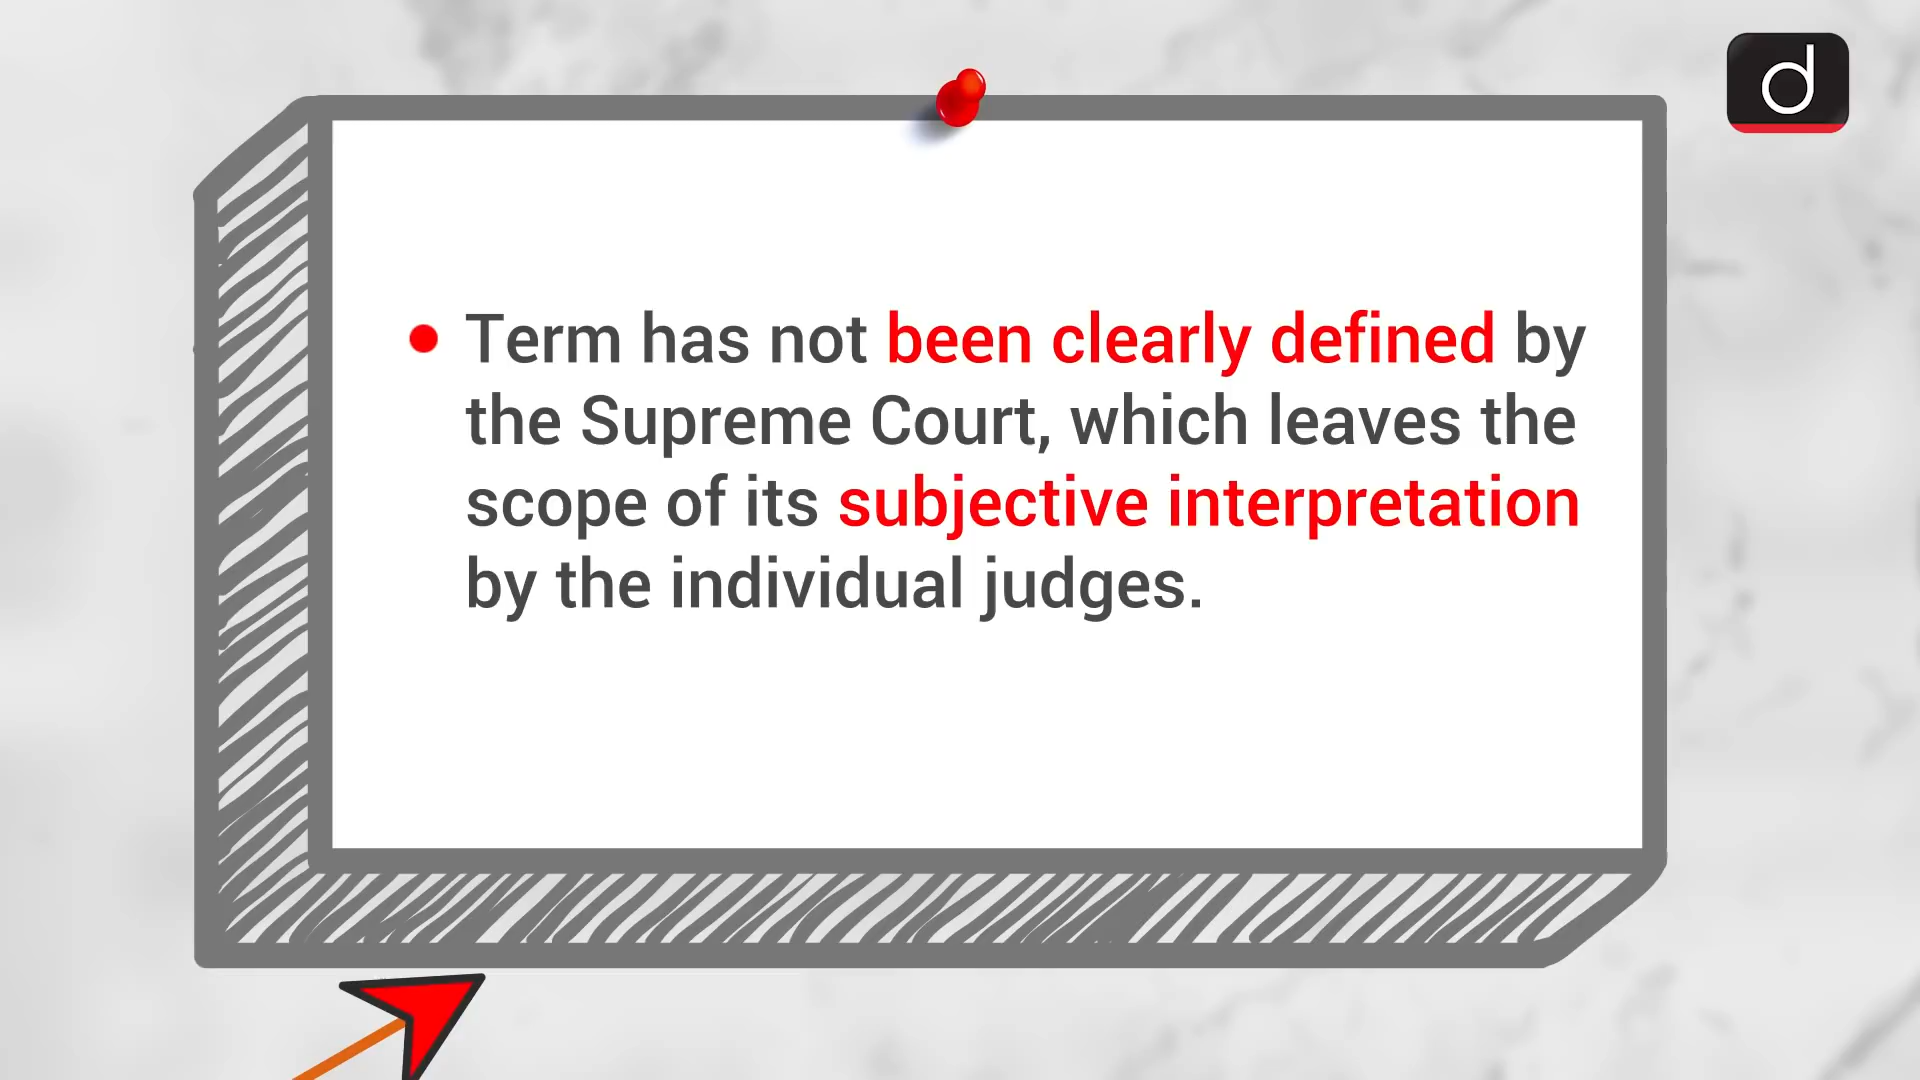 d
Term has not been clearly defined by
the Supreme Court, which leaves the
scope of its subjective interpretation
by the individual judges.